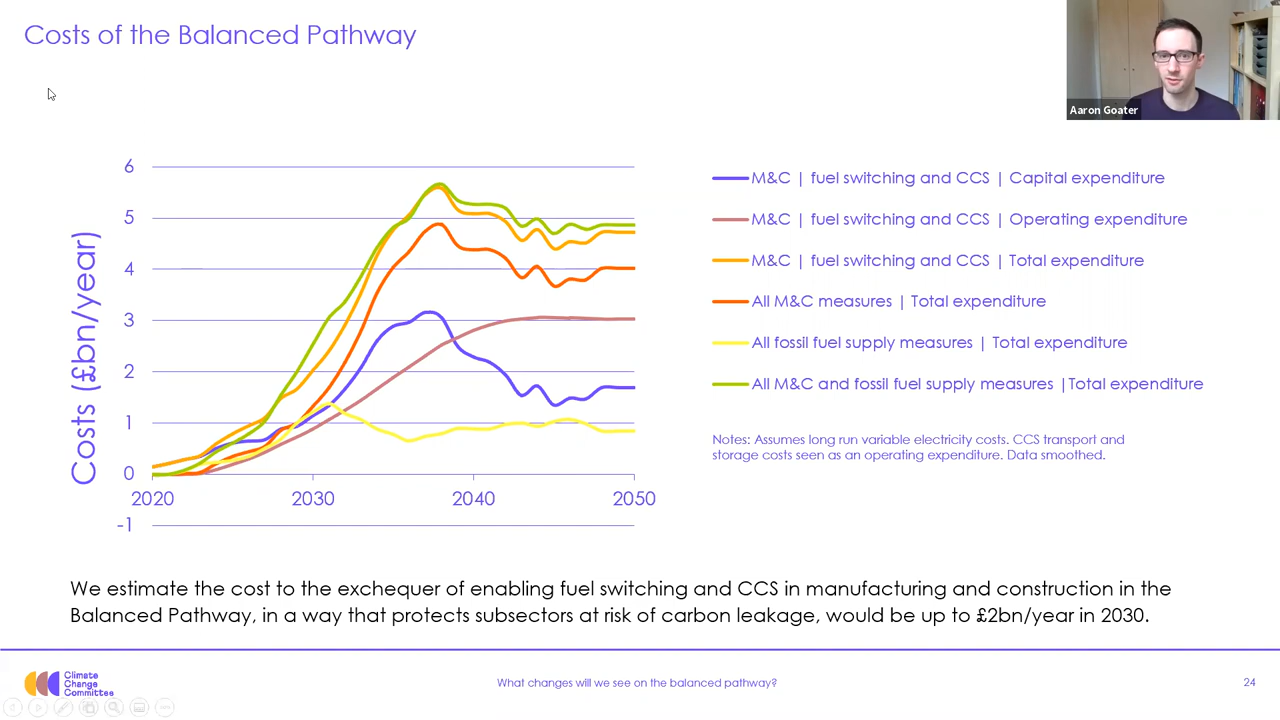 Costs of the Balanced Pathway
Aaron Goater
Costs (£bn/year)
6
5
4
3
2
1
0
-1
2020
2030
2040
2050
M&C | fuel switching and CCS | Capital expenditure
M&C | fuel switching and CCS | Operating expenditure
M&C | fuel switching and CCS | Total expenditure
All M&C measures | Total expenditure
All fossil fuel supply measures | Total expenditure
All M&C and fossil fuel supply measures |Total expenditure
Notes: Assumes long run variable electricity costs. CCS transport and
storage costs seen as an operating expenditure. Data smoothed.
We estimate the cost to the exchequer of enabling fuel switching and CCS in manufacturing and construction in the
Balanced Pathway, in a way that protects subsectors at risk of carbon leakage, would be up to £2bn/year in 2030.
Climate
Change
Committee
What changes will we see on the balanced pathway?
24